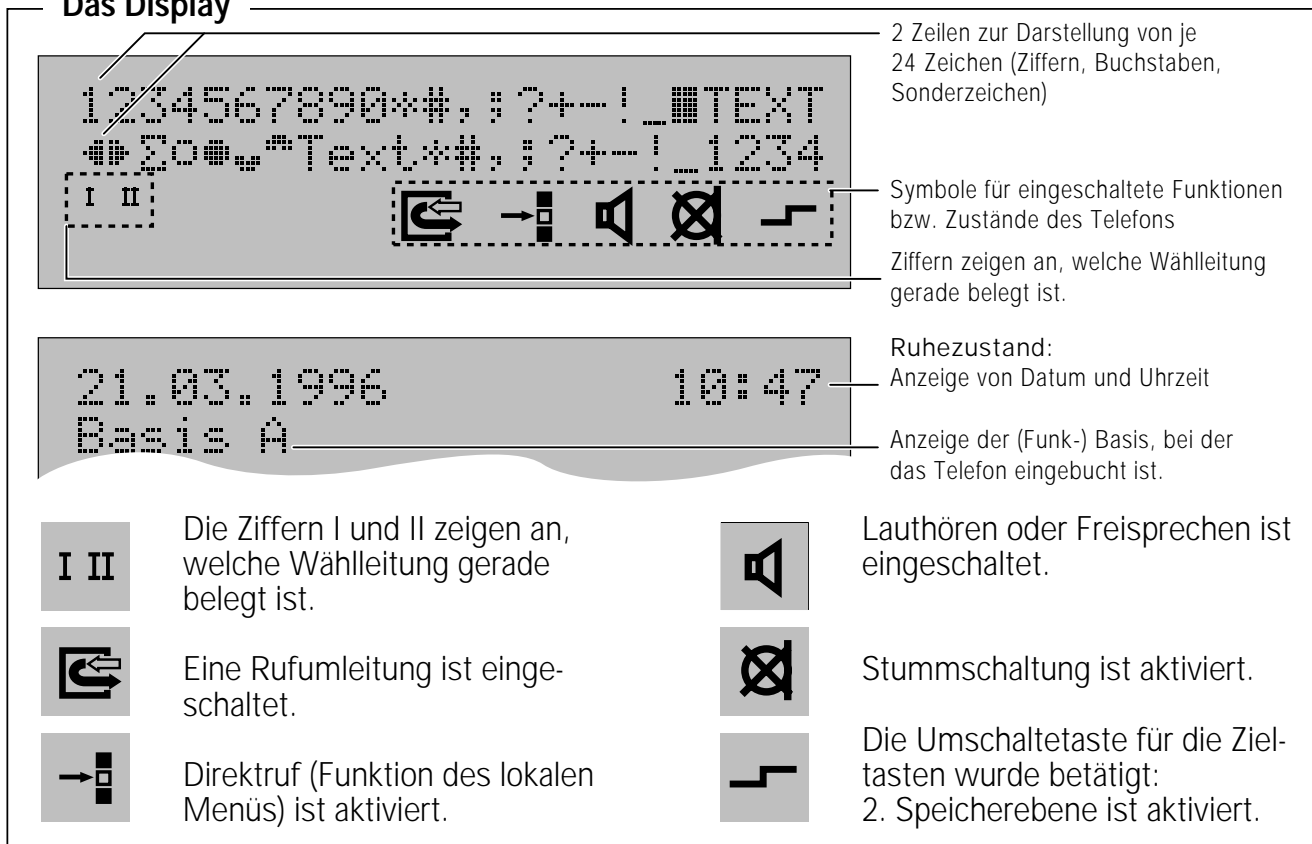 Das Display
2 Zeilen zur Darstellung von je
24 Zeichen (Ziffern, Buchstaben,
Sonderzeichen)
1234567890*#,;?+-!_█TEXT
Text*#,;?+-!_1234
I II
Symbole für eingeschaltete Funktionen
bzw. Zustände des Telefons
Ziffern zeigen an, welche Wählleitung
gerade belegt ist.
21.03.1996 10:47
Basis A
Ruhezustand:
Anzeige von Datum und Uhrzeit
Anzeige der (Funk-) Basis, bei der
das Telefon eingebucht ist.
I II
Die Ziffern I und II zeigen an,
welche Wählleitung gerade
belegt ist.
Eine Rufumleitung ist einge-
schaltet.
Direktruf (Funktion des lokalen
Menüs) ist aktiviert.
Lauthören oder Freisprechen ist
eingeschaltet.
Stummschaltung ist aktiviert.
Die Umschaltetaste für die Ziel-
tasten wurde betätigt:
2. Speicherebene ist aktiviert.